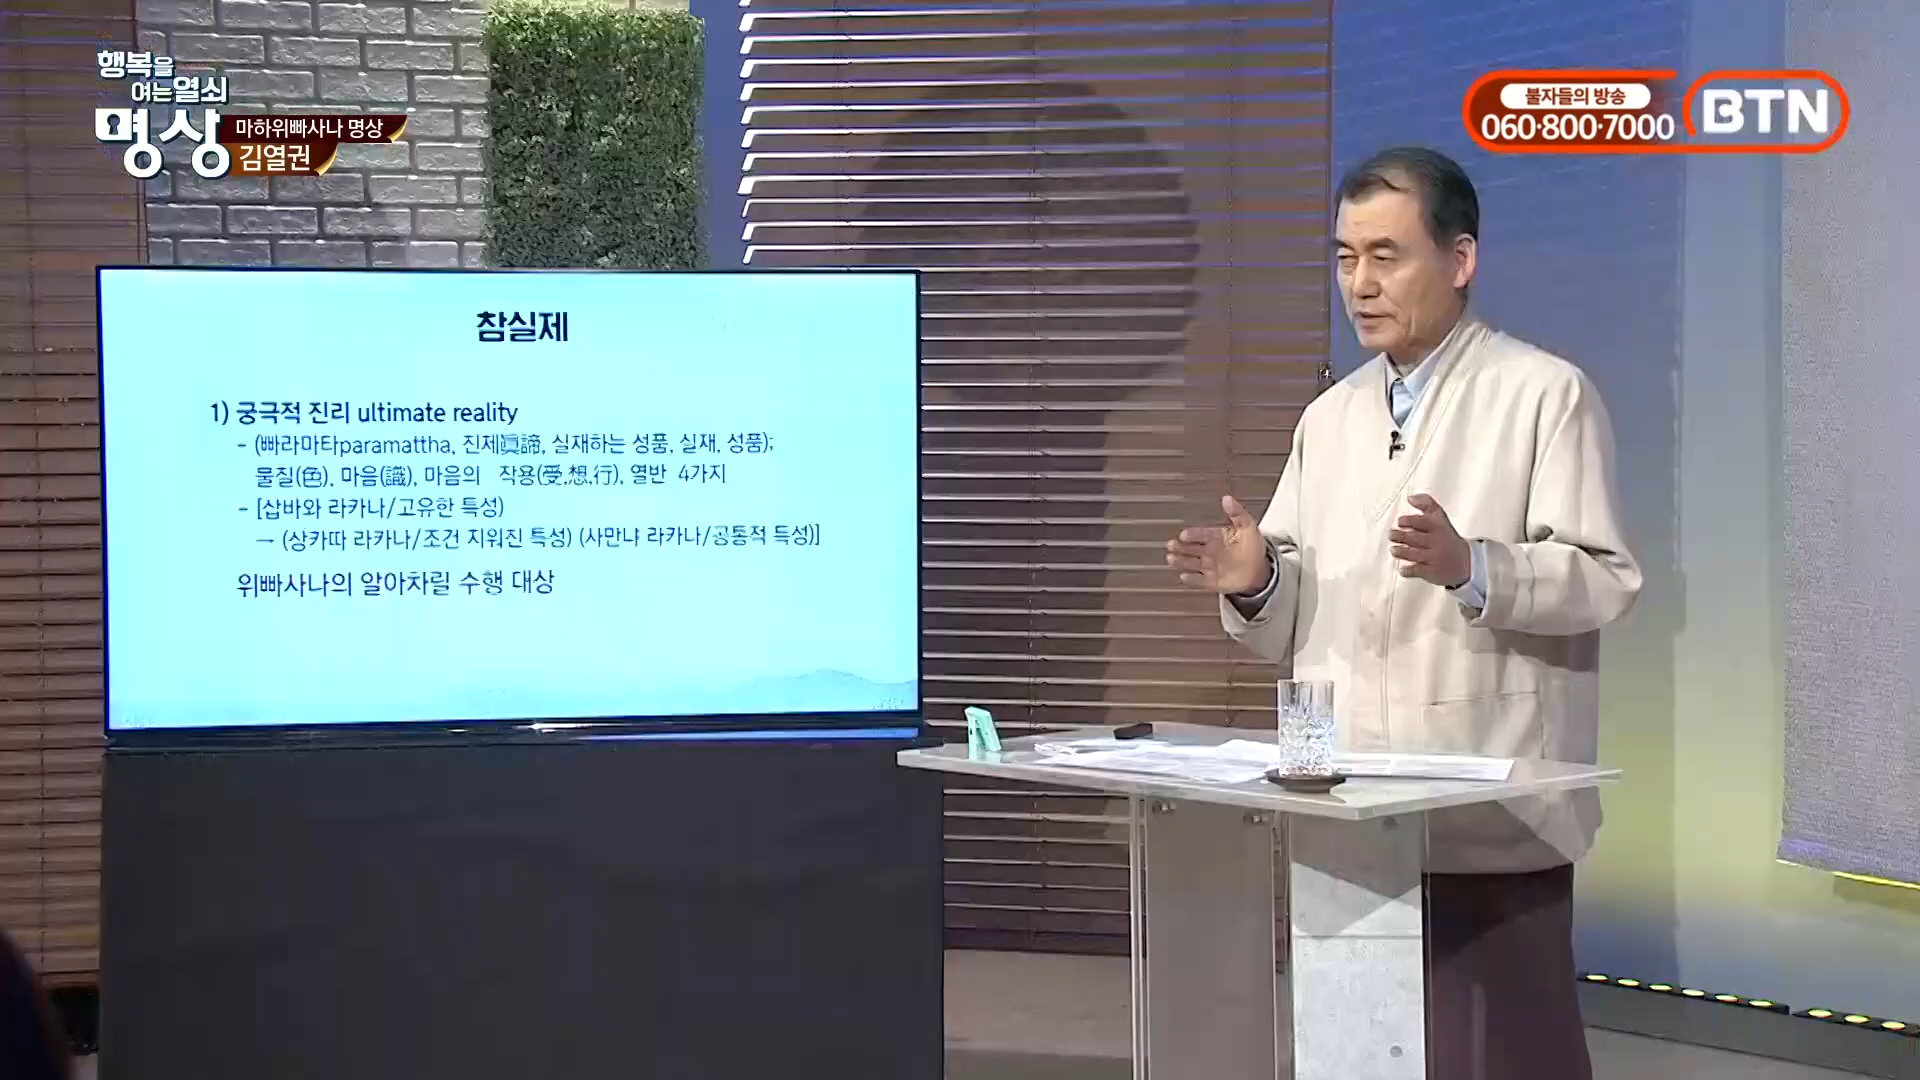 행복을
여는열쇠
명상
마하위빠사나 명상
김열권
불자들의 방송
060·800·7000
BTN
참실제
1) 궁극적 진리 ultimate reality
- (빠라마타paramattha, 진제眞諦, 실재하는 성품, 실재, 성품);
물질(色), 마음(識), 마음의 작용(受,想,行), 열반 4가지
- [삽바와 라카나/고유한 특성)
→ (상카따 라카나/조건 지워진 특성) (사만냐 라카나/공통적 특성)]
위빠사나의 알아차릴 수행 대상